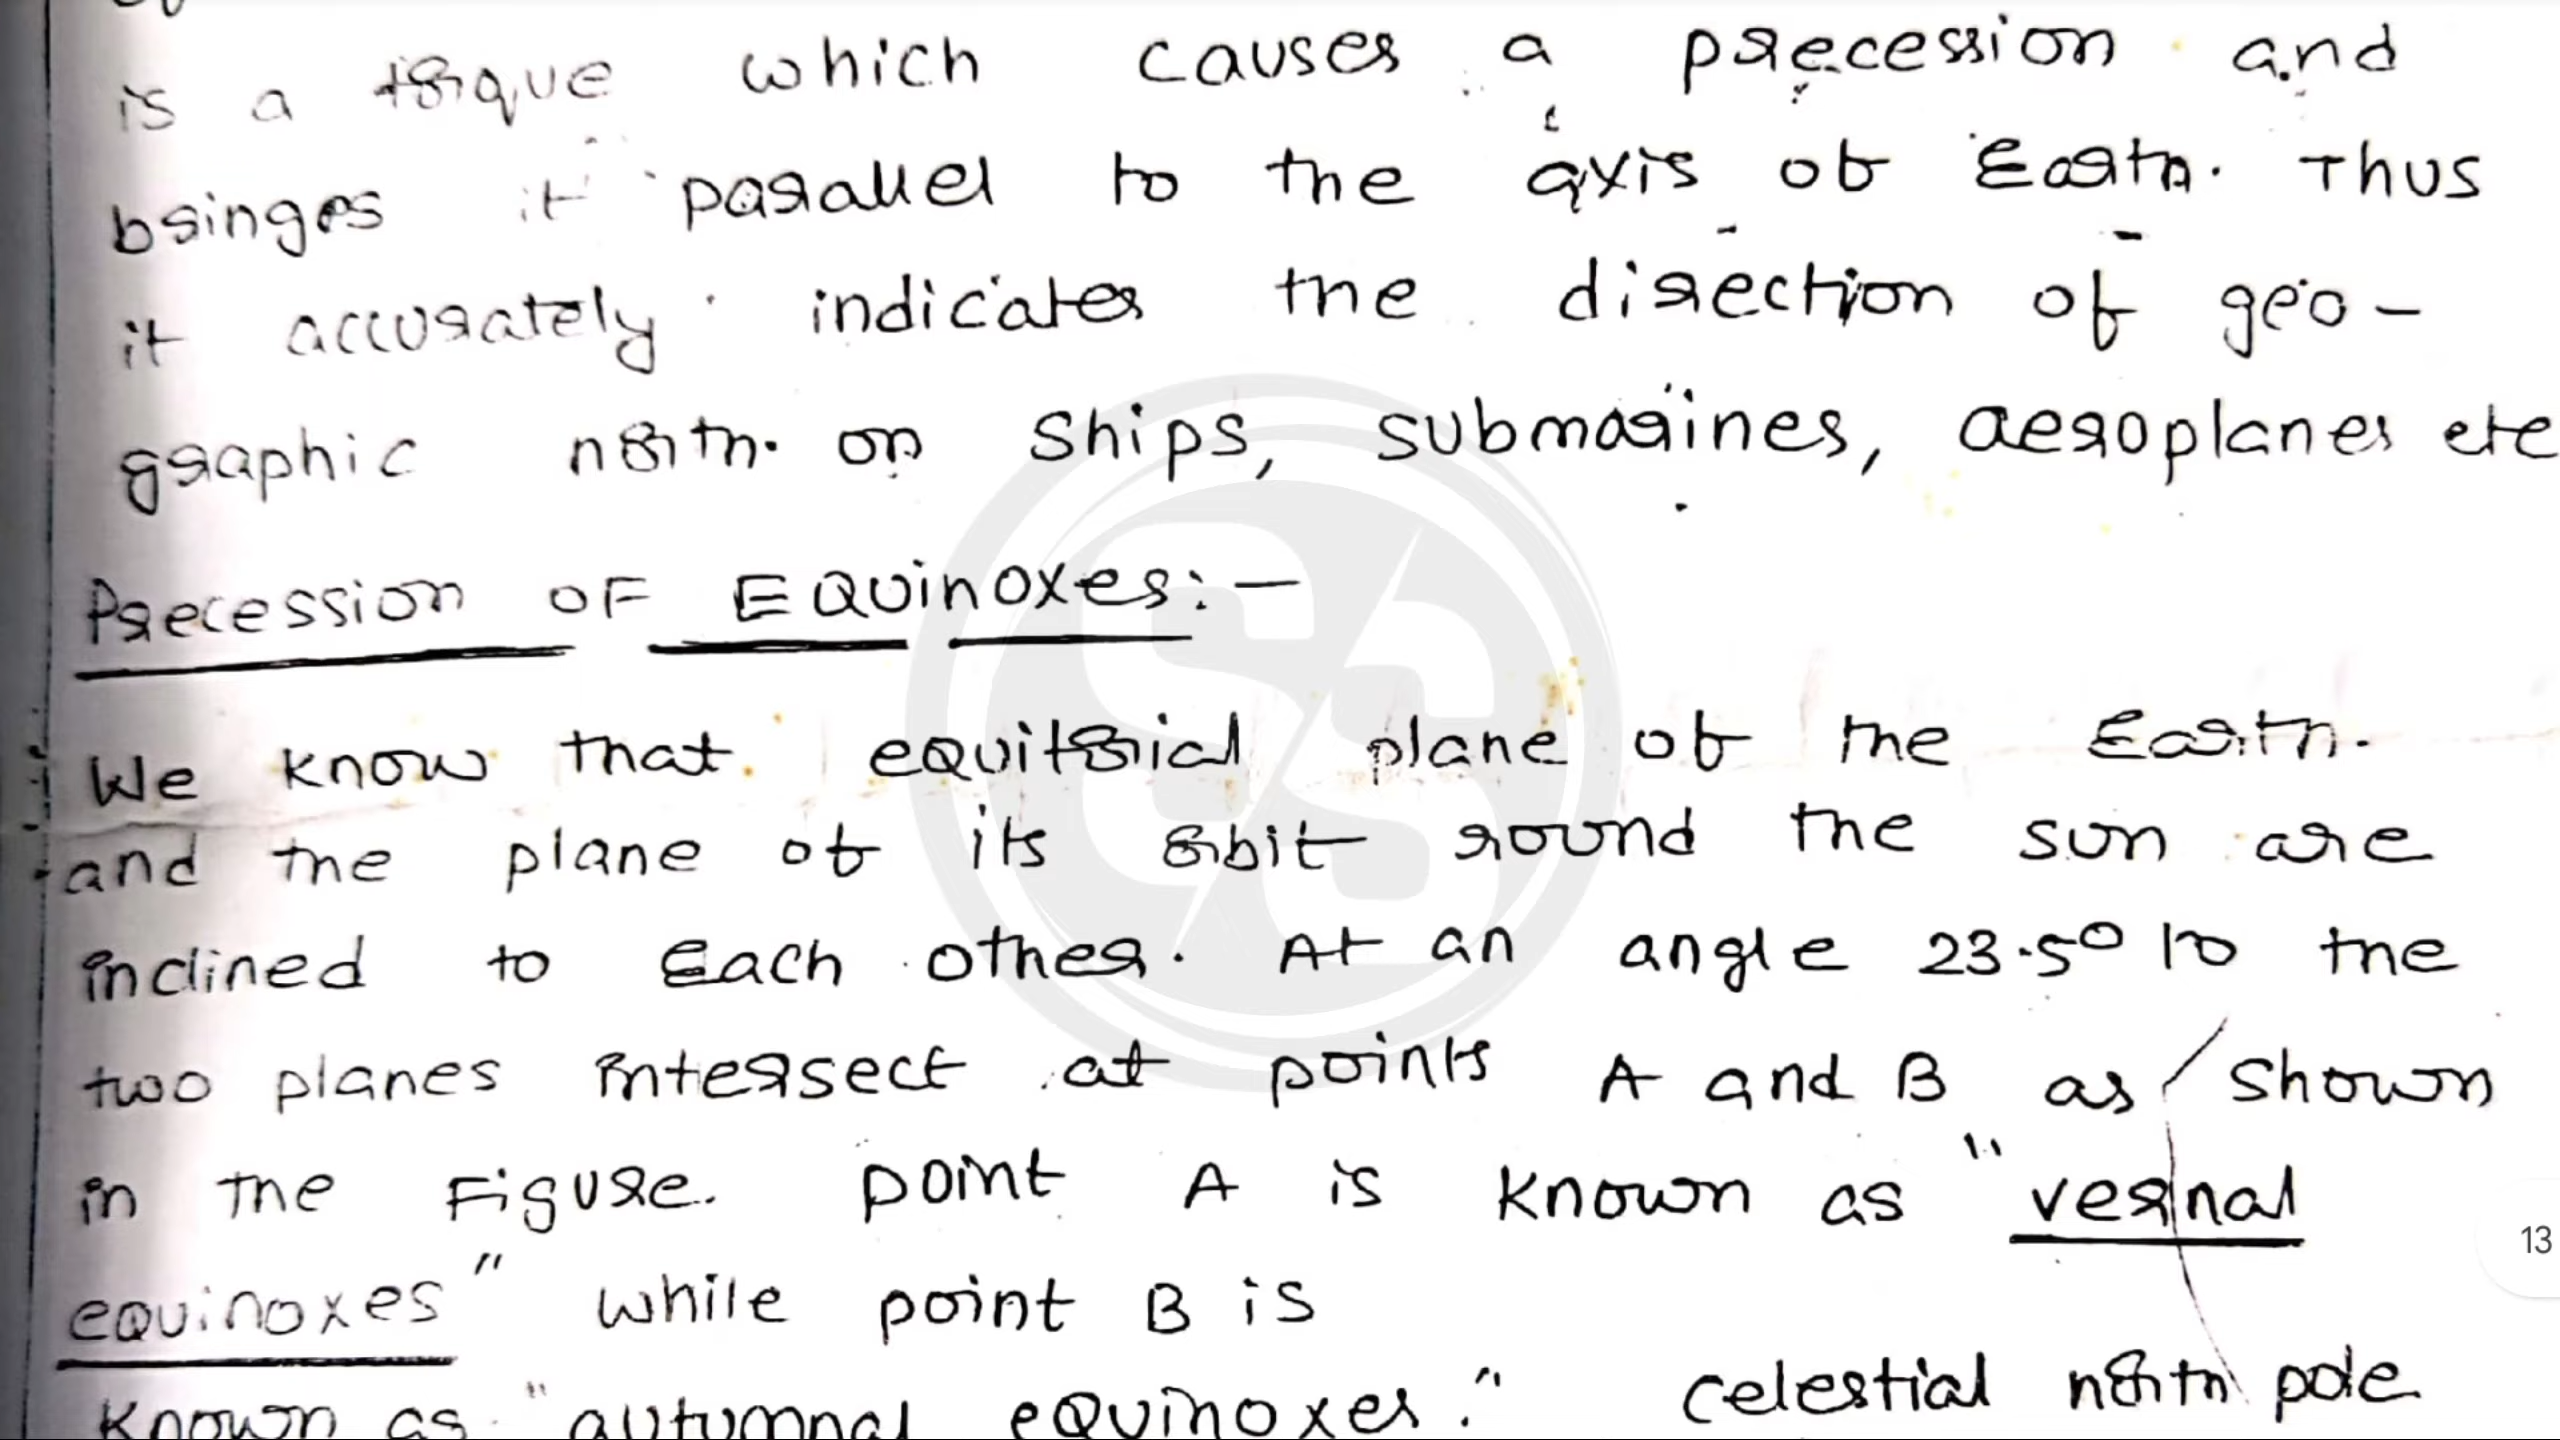 is a torque which causes a precession and
bringes it parallel to the axis of Earth. Thus
it accurately indicates the direction of geo-
graphic north. on ships, submarines, aeroplanes etc
Precession OF EQuinoxes:-
We know that equitorial plane of the Earth.
and the plane of its orbit round the sun are
inclined to Each other. At an angle 23.5° to the
two planes intersect at points A and B as shown
in the Figure. point A is known as "vernal
equinoxes" while point B is
known as "autumnal equinoxes." celestial north pole
13